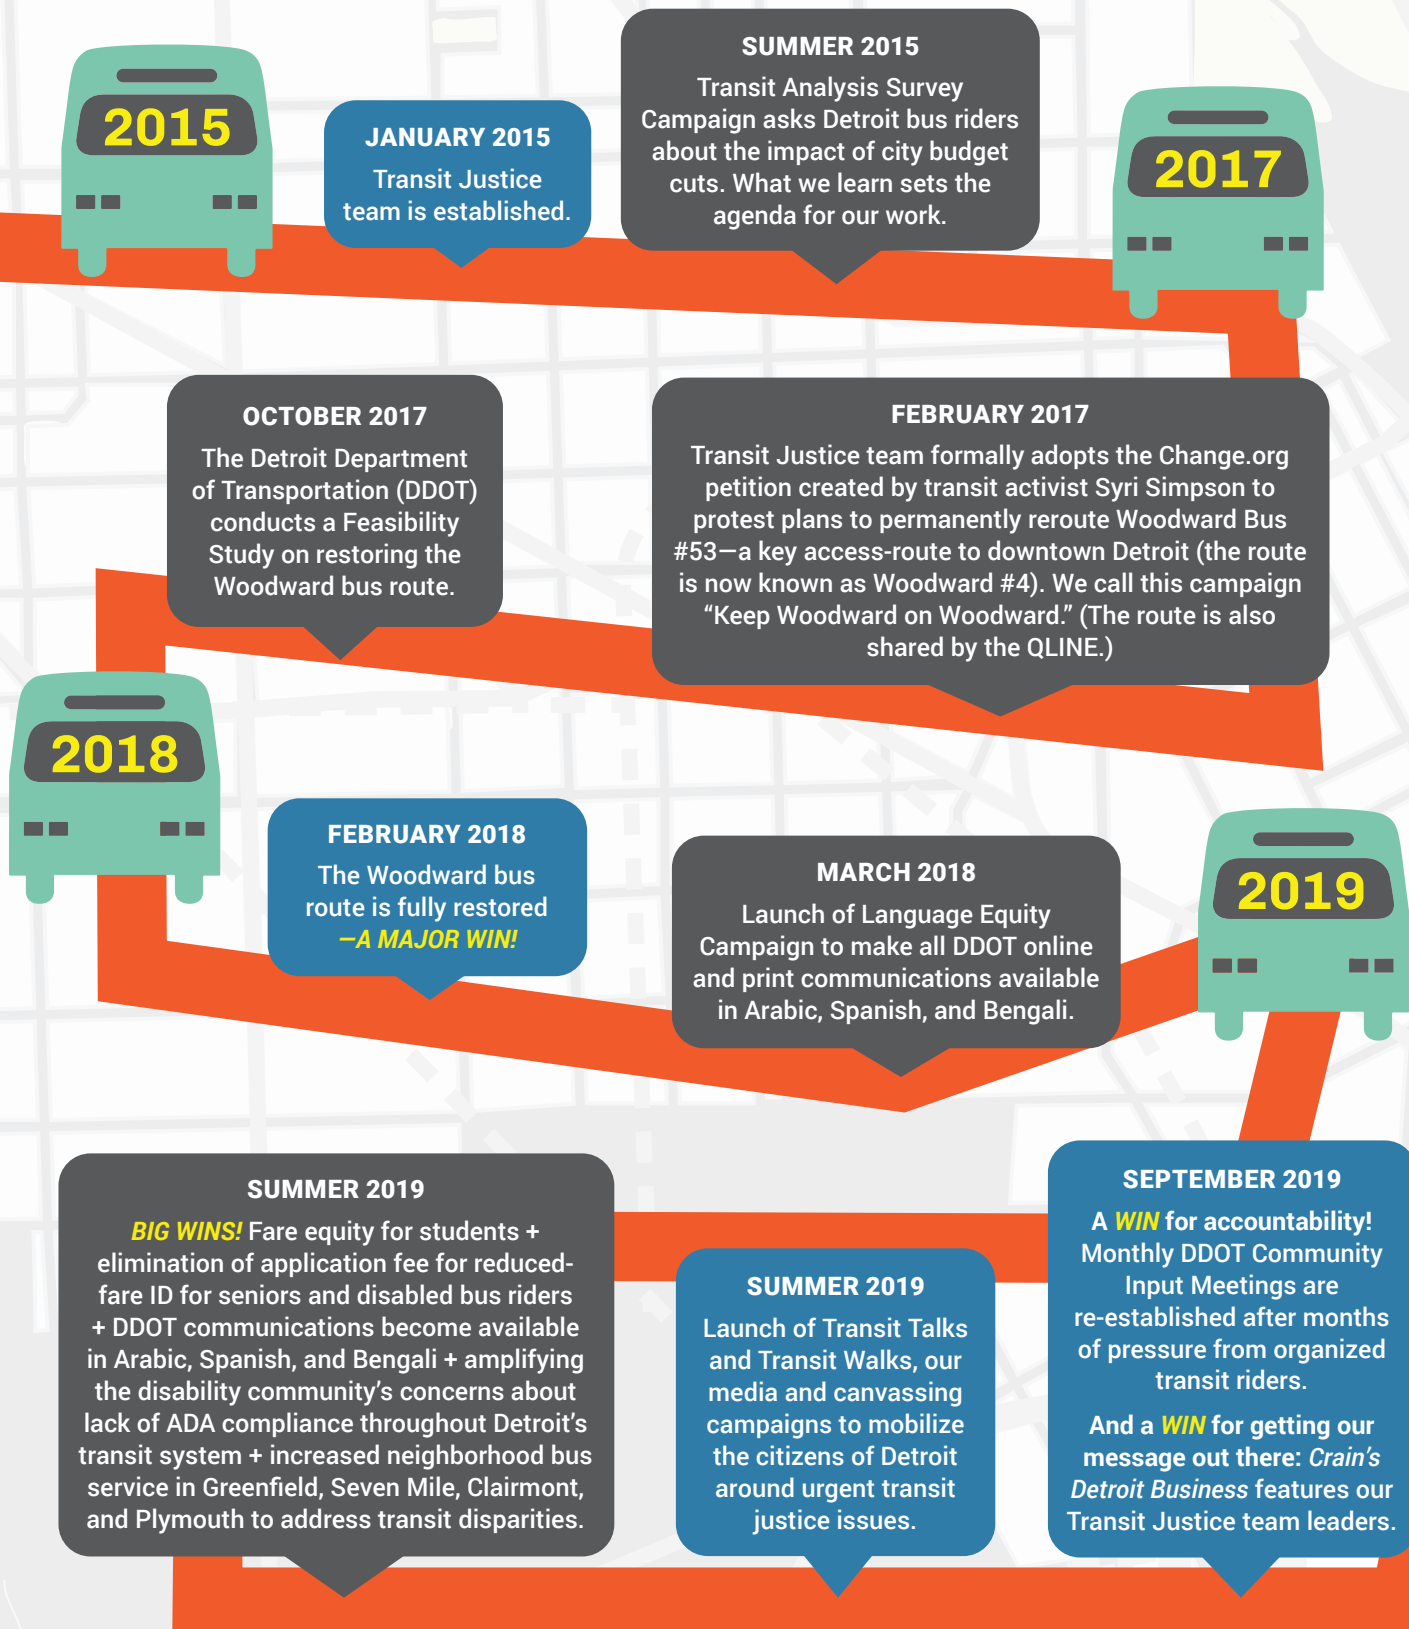 2015
JANUARY 2015
Transit Justice
team is established.
SUMMER 2015
Transit Analysis Survey
Campaign asks Detroit bus riders
about the impact of city budget
cuts. What we learn sets the
agenda for our work.
2017
FEBRUARY 2017
Transit Justice team formally adopts the Change.org
petition created by transit activist Syri Simpson to
protest plans to permanently reroute Woodward Bus
#53—a key access-route to downtown Detroit (the route
is now known as Woodward #4). We call this campaign
“Keep Woodward on Woodward.” (The route is also
shared by the QLINE.)
OCTOBER 2017
The Detroit Department
of Transportation (DDOT)
conducts a Feasibility
Study on restoring the
Woodward bus route.
2018
FEBRUARY 2018
The Woodward bus
route is fully restored
—A MAJOR WIN!
MARCH 2018
Launch of Language Equity
Campaign to make all DDOT online
and print communications available
in Arabic, Spanish, and Bengali.
2019
SUMMER 2019
BIG WINS! Fare equity for students +
elimination of application fee for reduced-
fare ID for seniors and disabled bus riders
+ DDOT communications become available
in Arabic, Spanish, and Bengali + amplifying
the disability community’s concerns about
lack of ADA compliance throughout Detroit’s
transit system + increased neighborhood bus
service in Greenfield, Seven Mile, Clairmont,
and Plymouth to address transit disparities.
SUMMER 2019
Launch of Transit Talks
and Transit Walks, our
media and canvassing
campaigns to mobilize
the citizens of Detroit
around urgent transit
justice issues.
SEPTEMBER 2019
A WIN for accountability!
Monthly DDOT Community
Input Meetings are
re-established after months
of pressure from organized
transit riders.
And a WIN for getting our
message out there: Crain’s
Detroit Business features our
Transit Justice team leaders.